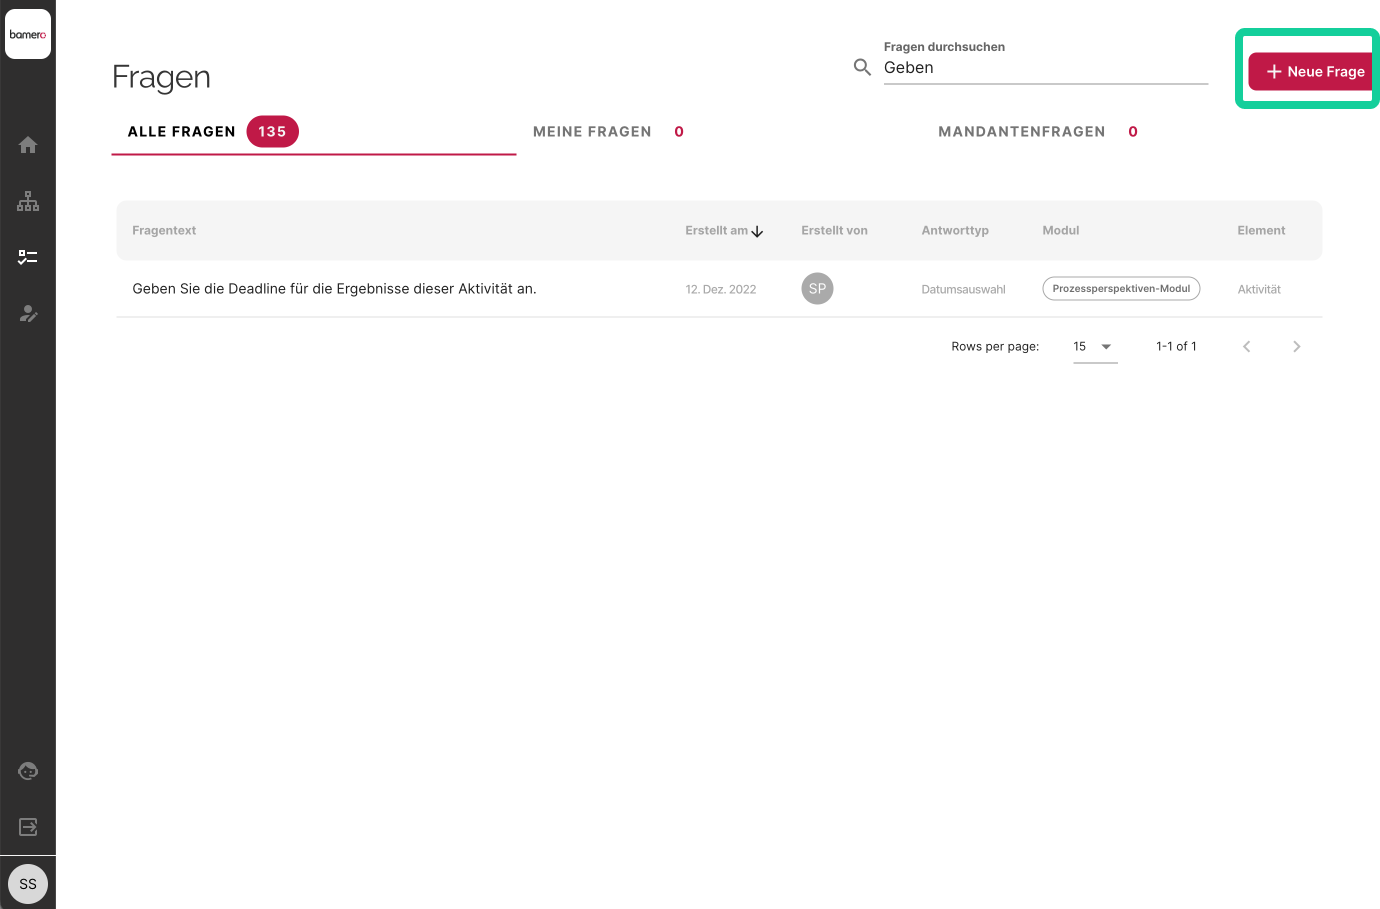 bamero
Fragen durchsuchen
Geben
Neue Frage
Fragen
ALLE FRAGEN 135 MEINE FRAGEN 0 MANDANTENFRAGEN 0
Fragentext Erstellt am Erstellt von Antworttyp Modul Element
Geben Sie die Deadline für die Ergebnisse dieser Aktivität an. 12. Dez. 2022 SP Datumsauswahl Prozessperspektiven-Modul Aktivität
Rows per page: 15 1-1 of 1
SS